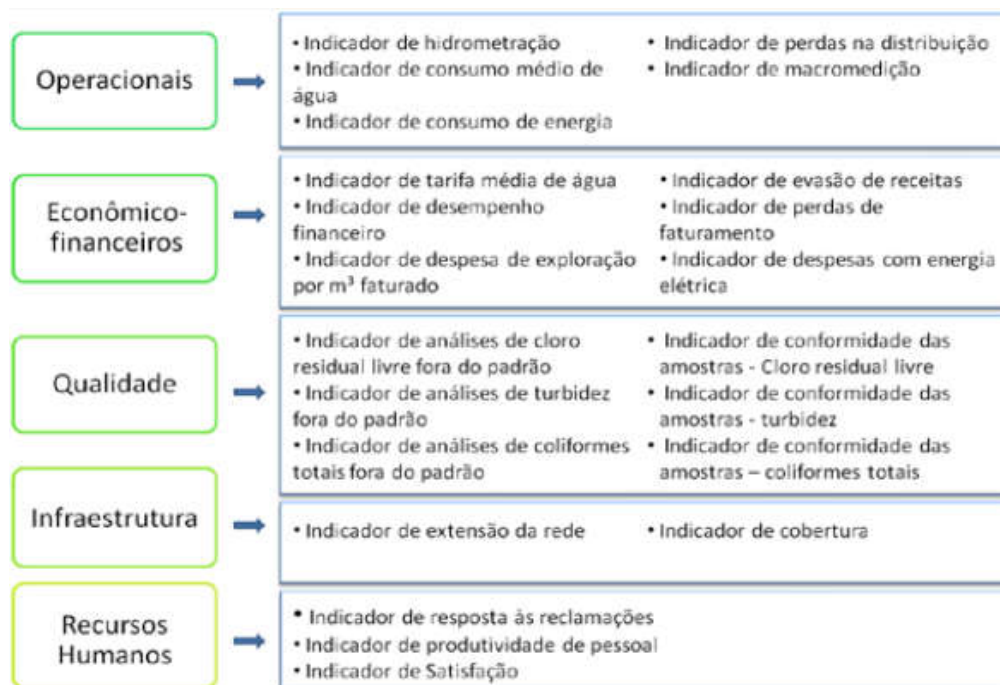 Operacionais
• Indicador de hidrometração
• Indicador de consumo médio de
água
• Indicador de consumo de energia
• Indicador de perdas na distribuição
• Indicador de macromedição
Econômico-
financeiros
• Indicador de tarifa média de água
• Indicador de desempenho
financeiro
• Indicador de despesa de exploração
por m³ faturado
• Indicador de evasão de receitas
• Indicador de perdas de
faturamento
• Indicador de despesas com energia
elétrica
Qualidade
• Indicador de análises de cloro
residual livre fora do padrão
• Indicador de análises de turbidez
fora do padrão
• Indicador de análises de coliformes
totais fora do padrão
• Indicador de conformidade das
amostras - Cloro residual livre
• Indicador de conformidade das
amostras - turbidez
• Indicador de conformidade das
amostras – coliformes totais
Infraestrutura
• Indicador de extensão da rede
• Indicador de cobertura
Recursos
Humanos
• Indicador de resposta às reclamações
• Indicador de produtividade de pessoal
• Indicador de Satisfação